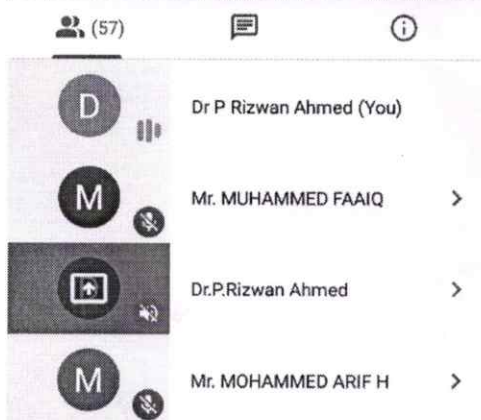 (57)
D
Dr P Rizwan Ahmed (You)
M
Mr. MUHAMMED FAAIQ
Dr.P.Rizwan Ahmed
M
Mr. MOHAMMED ARIF H